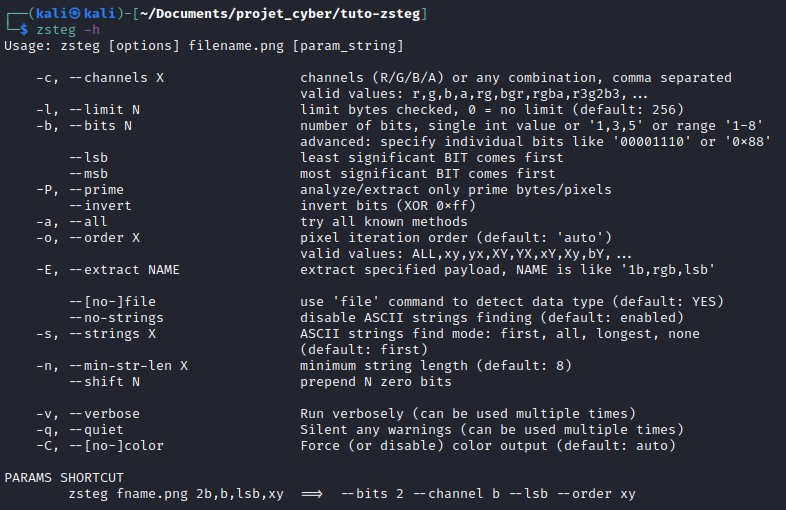 ┌──(kali㉿kali)-[~/Documents/projet_cyber/tuto-zsteg]
└─$ zsteg -h
Usage: zsteg [options] filename.png [param_string]
-c, --channels X channels (R/G/B/A) or any combination, comma separated
valid values: r,g,b,a,rg,bgr,rgba,r3g2b3,...
-l, --limit N limit bytes checked, 0 = no limit (default: 256)
-b, --bits N number of bits, single int value or '1,3,5' or range '1-8'
advanced: specify individual bits like '00001110' or '0x88'
--lsb least significant BIT comes first
--msb most significant BIT comes first
-P, --prime analyze/extract only prime bytes/pixels
--invert invert bits (XOR 0xff)
-a, --all try all known methods
-o, --order X pixel iteration order (default: 'auto')
valid values: ALL,xy,yx,XY,YX,xY,Xy,bY,...
-E, --extract NAME extract specified payload, NAME is like '1b,rgb,lsb'
--[no-]file use 'file' command to detect data type (default: YES)
--no-strings disable ASCII strings finding (default: enabled)
-s, --strings X ASCII strings find mode: first, all, longest, none
(default: first)
-n, --min-str-len X minimum string length (default: 8)
--shift N prepend N zero bits
-v, --verbose Run verbosely (can be used multiple times)
-q, --quiet Silent any warnings (can be used multiple times)
-C, --[no-]color Force (or disable) color output (default: auto)
PARAMS SHORTCUT
zsteg fname.png 2b,b,lsb,xy ==> --bits 2 --channel b --lsb --order xy